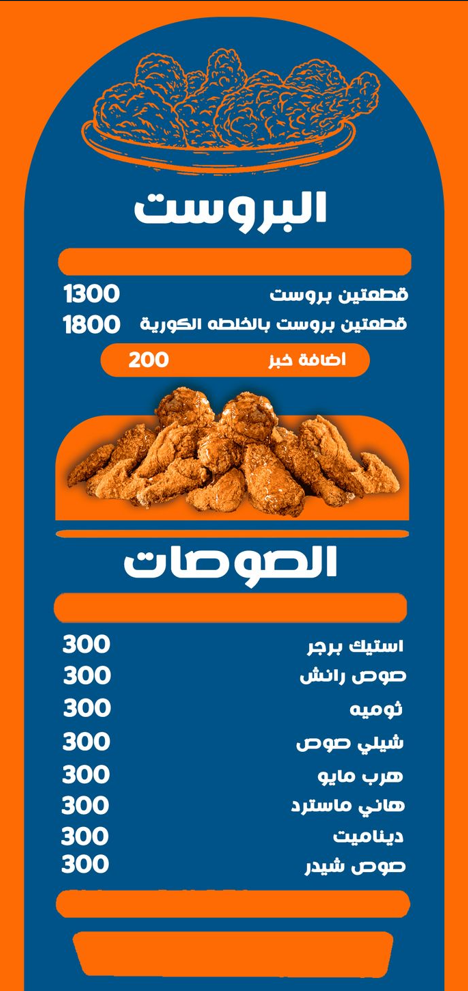 البروست
قطعتين بروست 1300
قطعتين بروست بالخلطه الكورية 1800
اضافة خبز 200
الصوصات
استيك برجر 300
صوص رانش 300
ثوميه 300
شيلي صوص 300
هرب مايو 300
هاني ماسترد 300
ديناميت 300
صوص شيدر 300